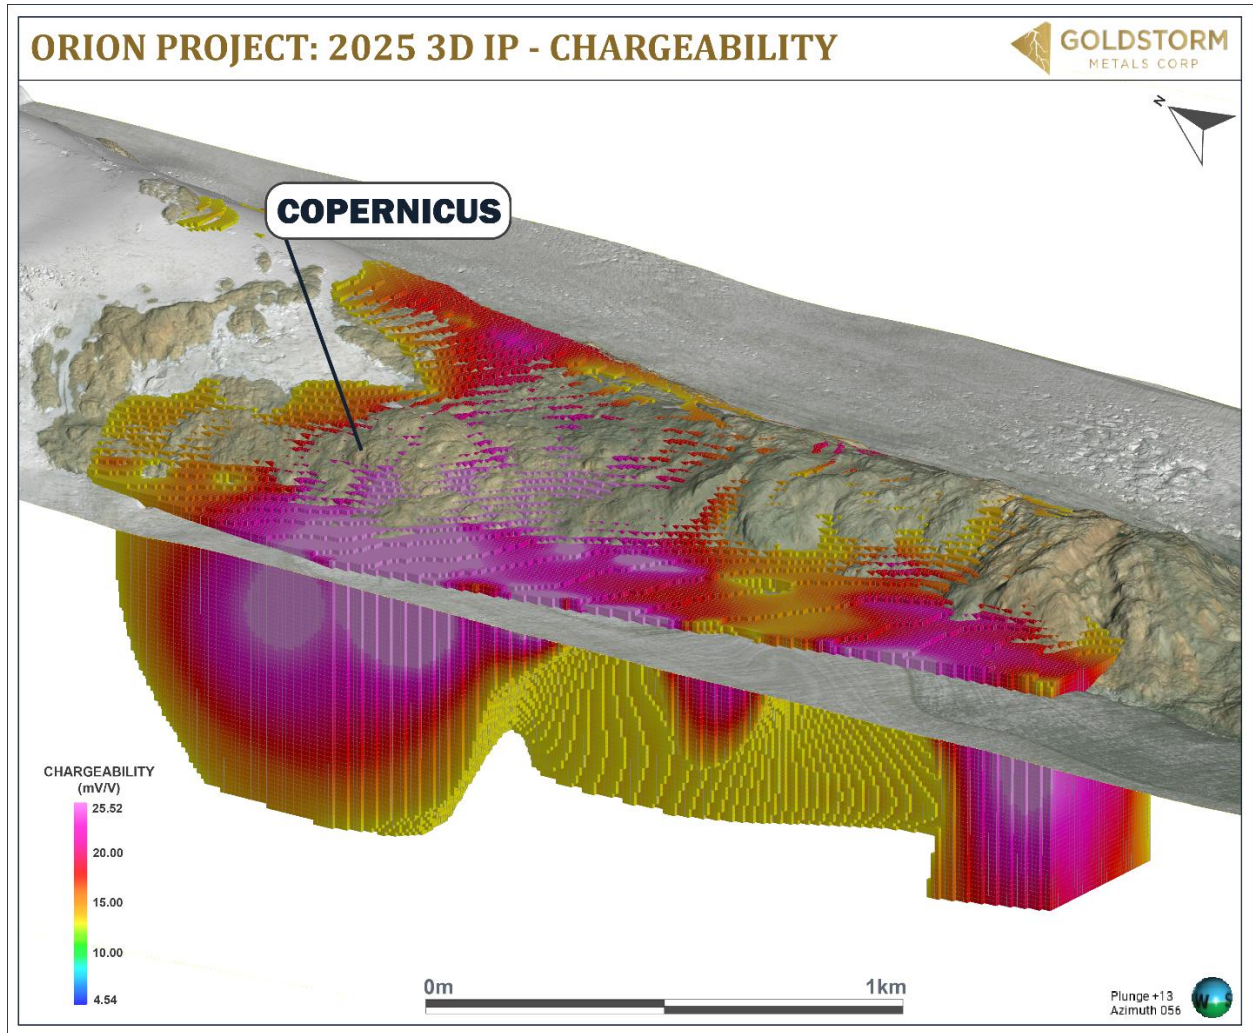 ORION PROJECT: 2025 3D IP - CHARGEABILITY
GOLDSTORM
METALS CORP
N
COPERNICUS
CHARGEABILITY
(mV/V)
25.52
20.00
15.00
10.00
4.54
0m 1km
Plunge +13
Azimuth 056
W S